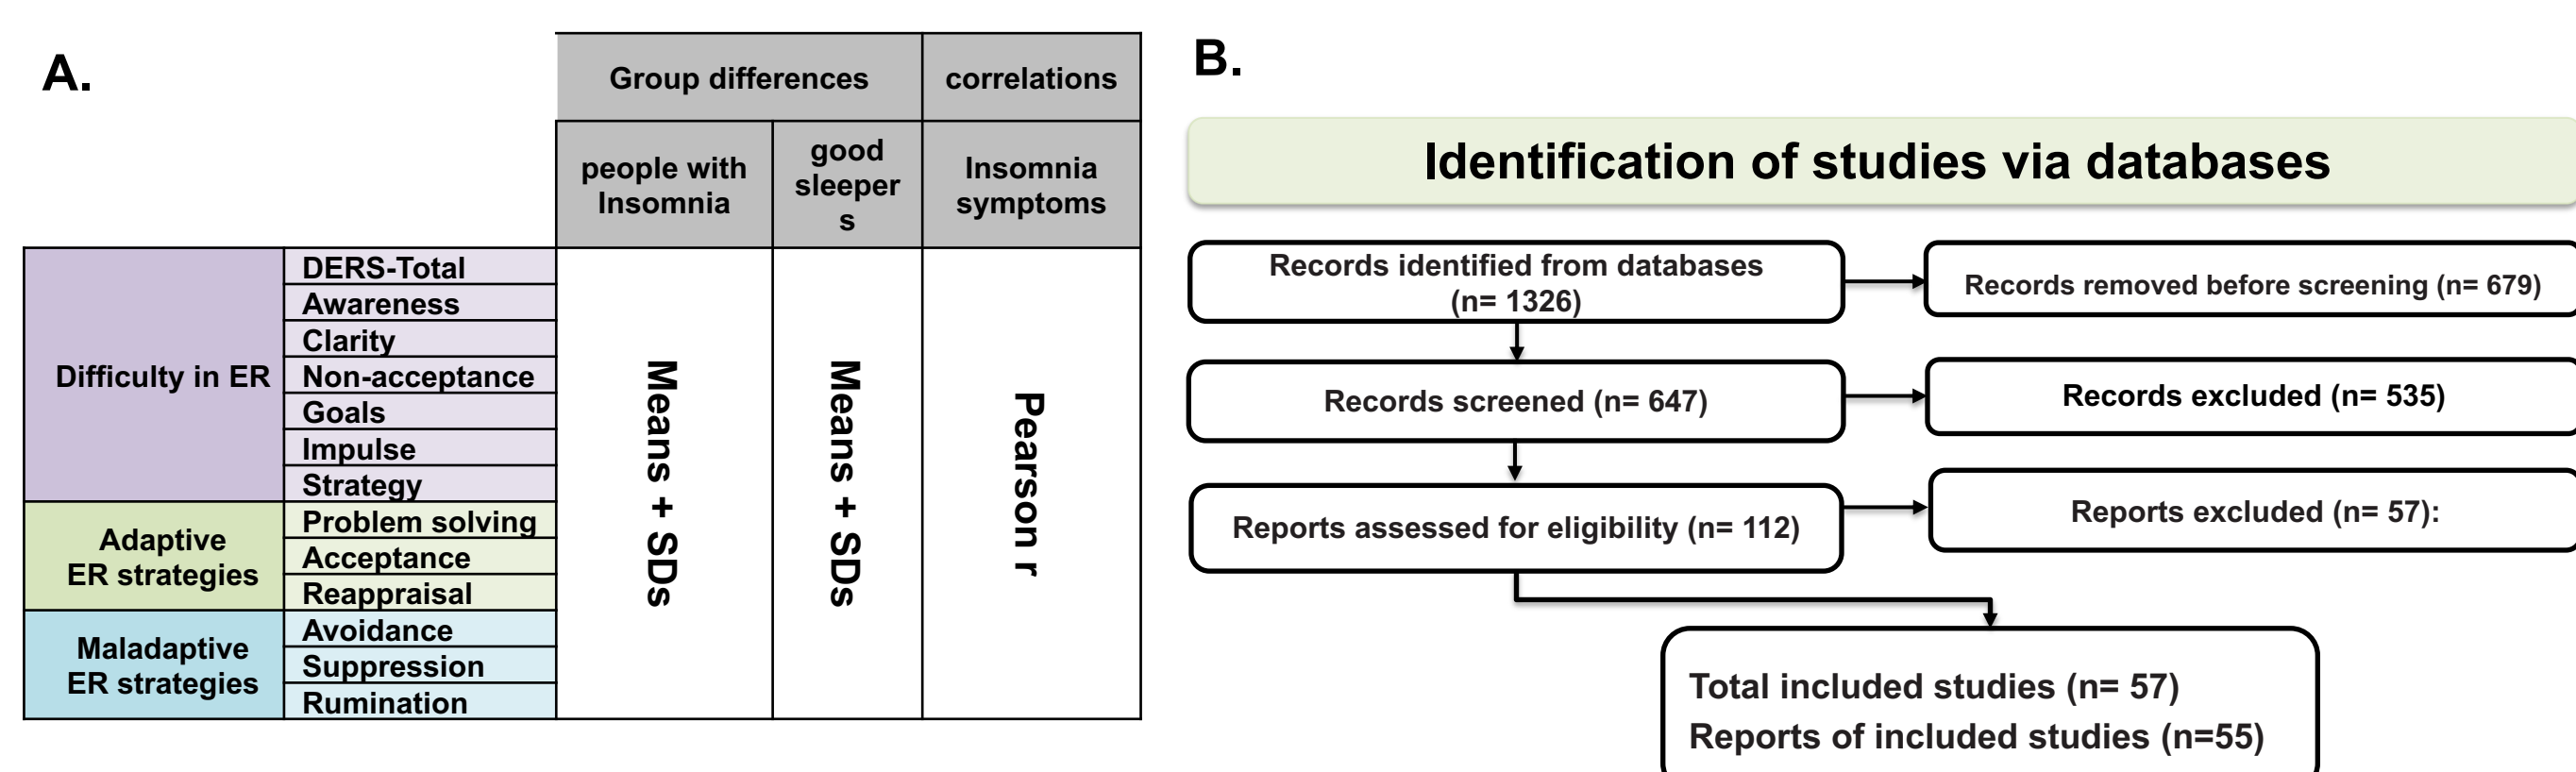 A.
Group differences
correlations
people with
Insomnia
good
sleeper
s
Insomnia
symptoms
Difficulty in ER
DERS-Total
Awareness
Clarity
Non-acceptance
Goals
Impulse
Strategy
Adaptive
ER strategies
Problem solving
Acceptance
Reappraisal
Maladaptive
ER strategies
Avoidance
Suppression
Rumination
Means + SDs
Means + SDs
Pearson r
B.
Identification of studies via databases
Records identified from databases
(n= 1326)
Records removed before screening (n= 679)
Records screened (n= 647)
Records excluded (n= 535)
Reports assessed for eligibility (n= 112)
Reports excluded (n= 57):
Total included studies (n= 57)
Reports of included studies (n=55)